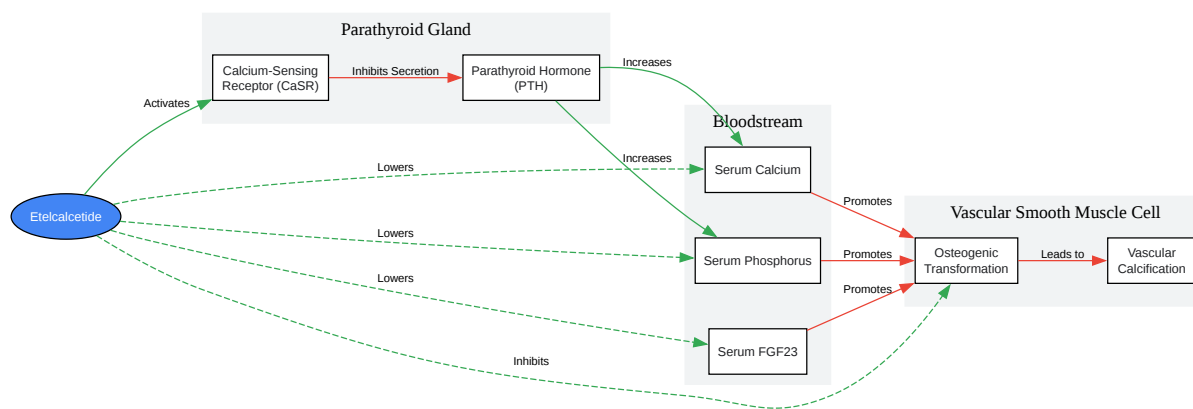 Parathyroid Gland
Calcium-Sensing
Receptor (CaSR)
Inhibits Secretion
Parathyroid Hormone
(PTH)
Increases
Activates
Bloodstream
Increases
Lowers
Serum Calcium
Promotes
Etelcalcetide
Vascular Smooth Muscle Cell
Lowers
Serum Phosphorus
Promotes
Osteogenic
Transformation
Leads to
Vascular
Calcification
Lowers
Promotes
Serum FGF23
Inhibits